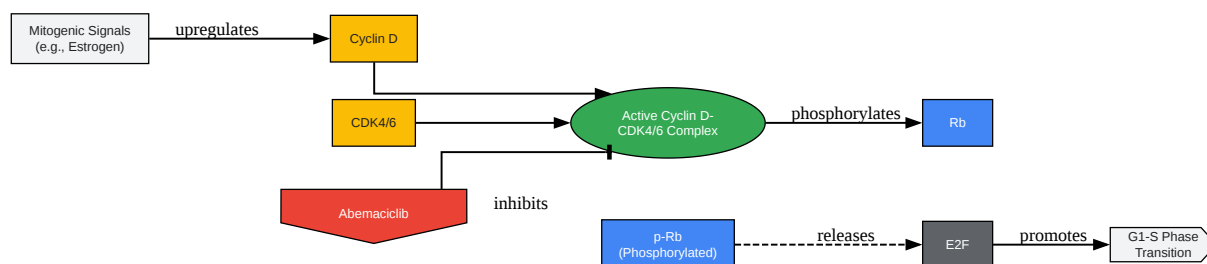 Mitogenic Signals
(e.g., Estrogen)
upregulates
Cyclin D
CDK4/6
Active Cyclin D-
CDK4/6 Complex
phosphorylates
Rb
Abemaciclib
inhibits
p-Rb
(Phosphorylated)
releases
E2F
promotes
G1-S Phase
Transition